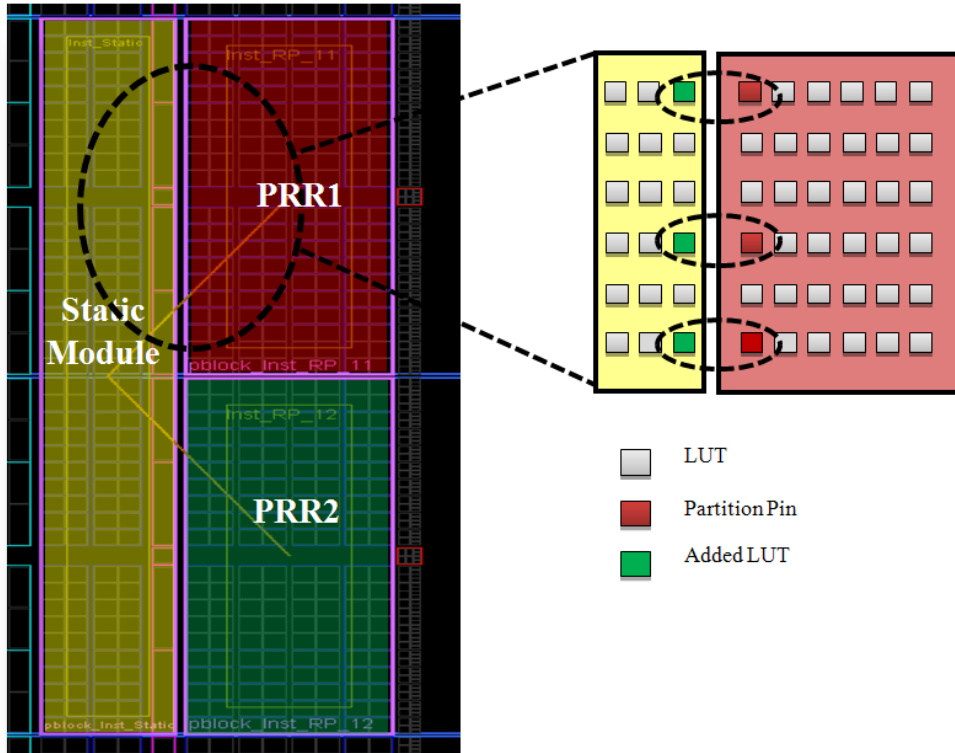 Inst_Static
Inst_RP_11
PRR1
Static
Module
pblock_Inst_RP_11
Inst_RP_12
PRR2
pblock_Inst_Static
pblock_Inst_RP_12
LUT
Partition Pin
Added LUT